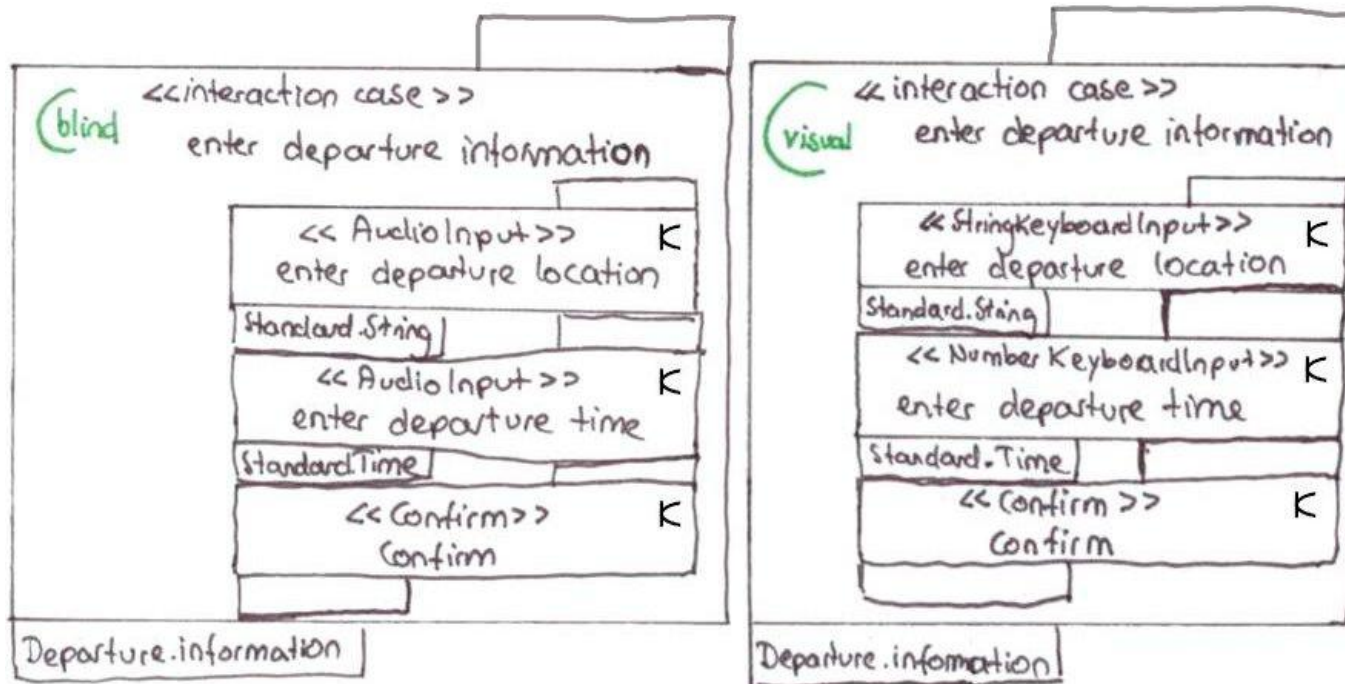 <<interaction case>>
blind
enter departure information
<<AudioInput>> K
enter departure location
Standard.String
<<AudioInput>> K
enter departure time
Standard.Time
<<Confirm>> K
Confirm
Departure.information
<<interaction case>>
visual
enter departure information
<<StringKeyboardInput>> K
enter departure location
Standard.String
<<NumberKeyboardInput>> K
enter departure time
Standard.Time
<<Confirm>> K
Confirm
Departure.information